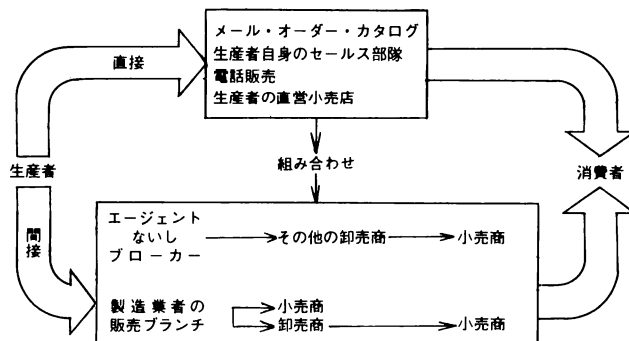 メール・オーダー・カタログ
生産者自身のセールス部隊
電話販売
生産者の直営小売店
直接
組み合わせ
生産者
消費者
間接
エージェント
ないし
ブローカー
その他の卸売商
小売商
製造業者の
販売ブランチ
小売商
卸売商
小売商